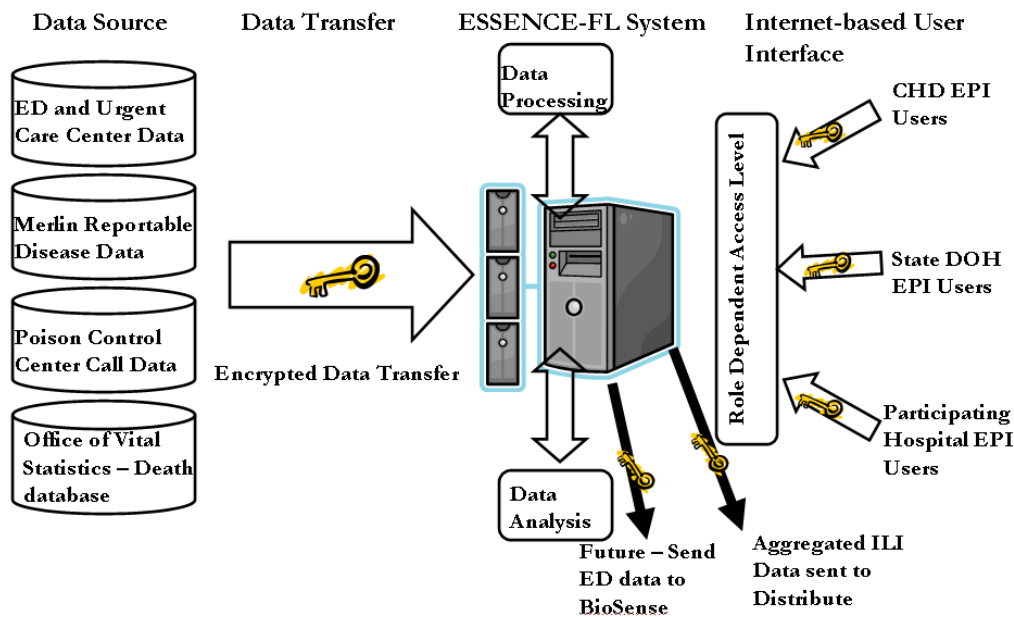 Data Source
Data Transfer
ESSENCE-FL System
Internet-based User
Interface
ED and Urgent
Care Center Data
Merlin Reportable
Disease Data
Poison Control
Center Call Data
Office of Vital
Statistics – Death
database
Encrypted Data Transfer
Data
Processing
Data
Analysis
Future – Send
ED data to
BioSense
Aggregated ILI
Data sent to
Distribute
Role Dependent Access Level
CHD EPI
Users
State DOH
EPI Users
Participating
Hospital EPI
Users